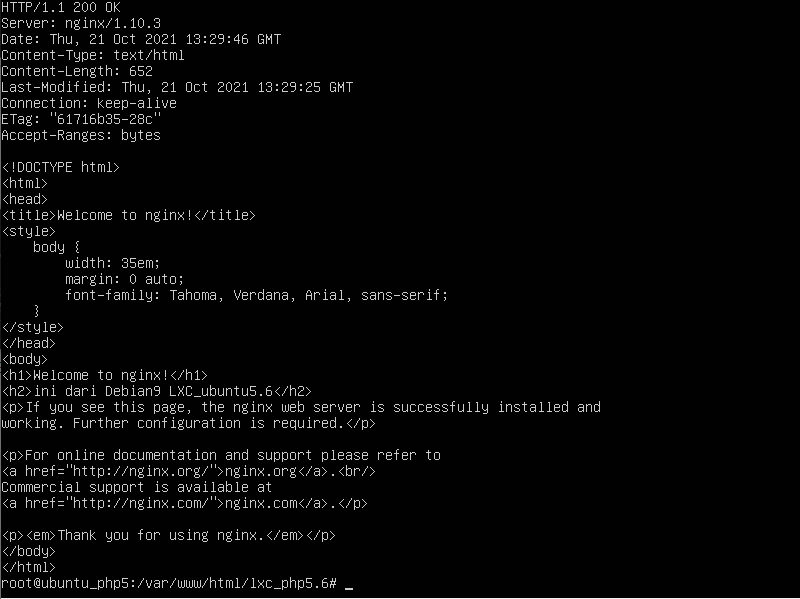 HTTP/1.1 200 OK
Server: nginx/1.10.3
Date: Thu, 21 Oct 2021 13:29:46 GMT
Content-Type: text/html
Content-Length: 652
Last-Modified: Thu, 21 Oct 2021 13:29:25 GMT
Connection: keep-alive
ETag: "61716b35-28c"
Accept-Ranges: bytes

<!DOCTYPE html>
<html>
<head>
<title>Welcome to nginx!</title>
<style>
    body {
        width: 35em;
        margin: 0 auto;
        font-family: Tahoma, Verdana, Arial, sans-serif;
    }
</style>
</head>
<body>
<h1>Welcome to nginx!</h1>
<h2>ini dari Debian9 LXC_ubuntu5.6</h2>
<p>If you see this page, the nginx web server is successfully installed and
working. Further configuration is required.</p>

<p>For online documentation and support please refer to
<a href="http://nginx.org/">nginx.org</a>.<br/>
Commercial support is available at
<a href="http://nginx.com/">nginx.com</a>.</p>

<p><em>Thank you for using nginx.</em></p>
</body>
</html>
root@ubuntu_php5:/var/www/html/lxc_php5.6# _